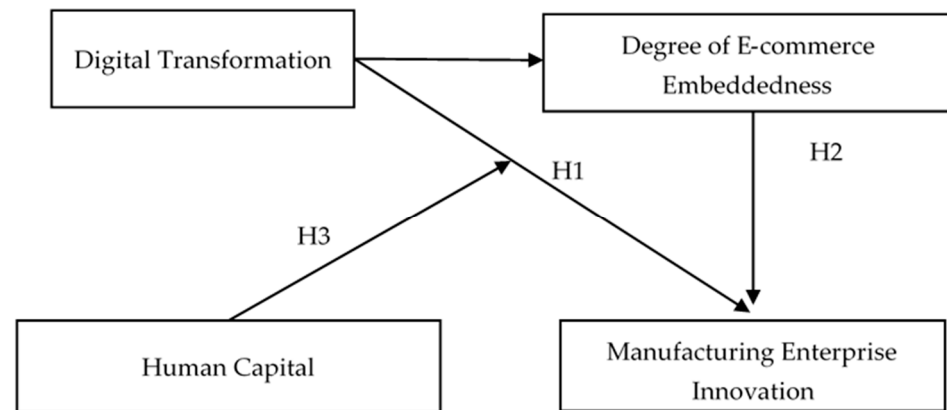 Digital Transformation
Degree of E-commerce
Embeddedness
H2
H1
H3
Human Capital
Manufacturing Enterprise
Innovation